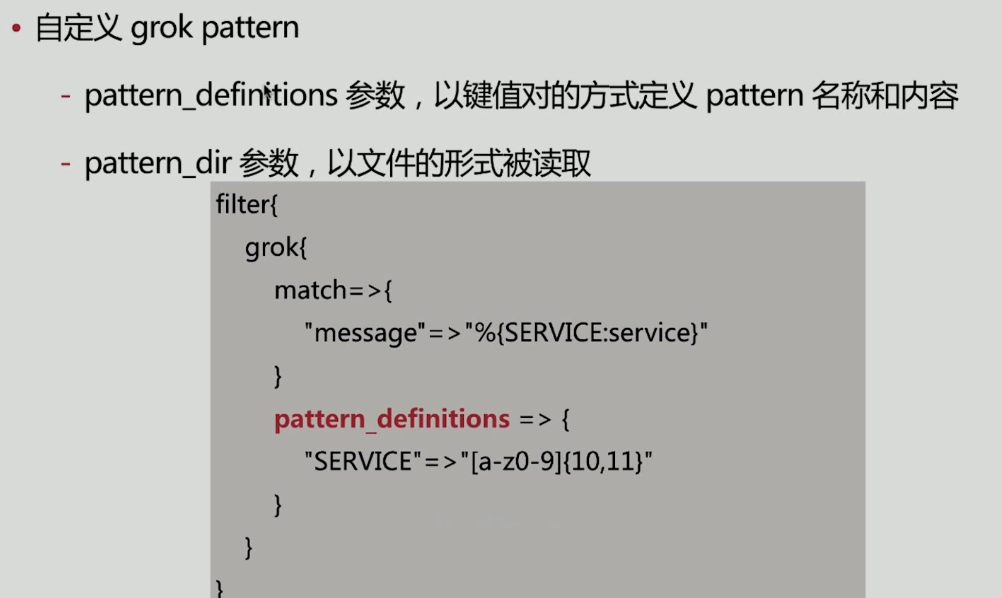 • 自定义 grok pattern
- pattern_definitions 参数，以键值对的方式定义 pattern 名称和内容
- pattern_dir 参数，以文件的形式被读取
filter{
grok{
match=>{
"message"=>"%{SERVICE:service}"
}
pattern_definitions => {
"SERVICE"=>"[a-z0-9]{10,11}"
}
}
}